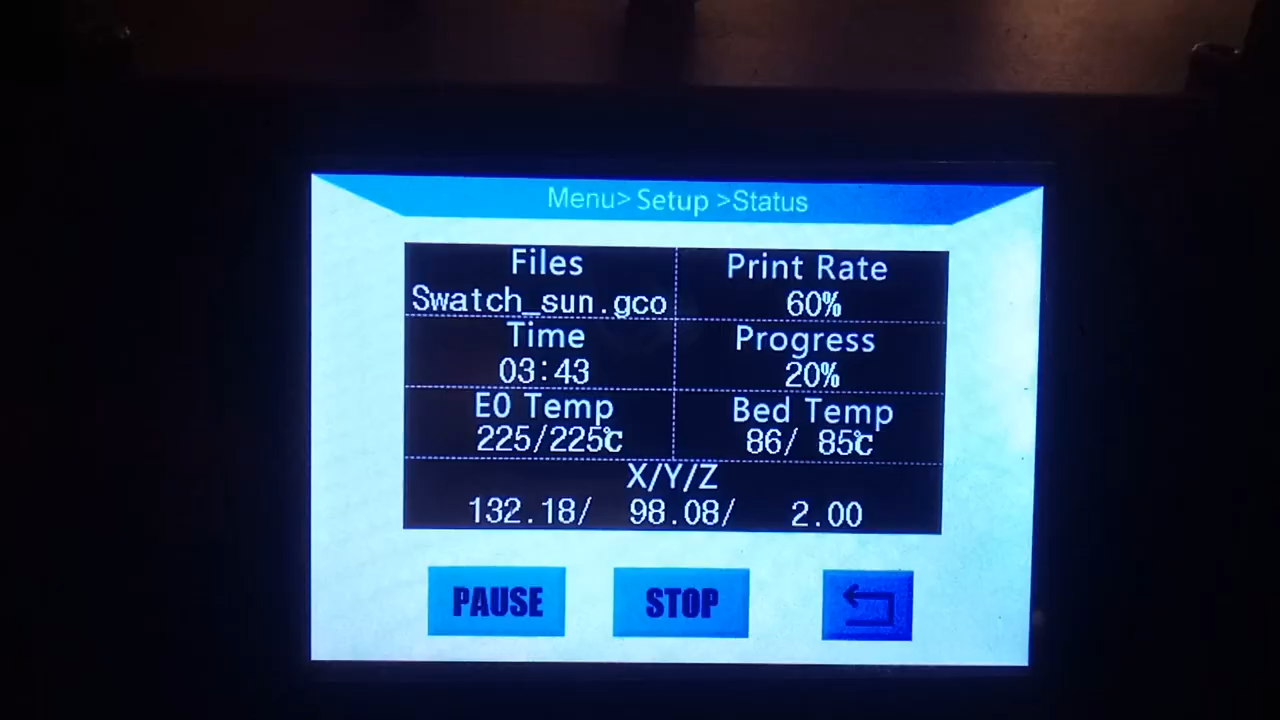 Menu> Setup >Status
Files
Swatch_sun.gco
Print Rate
60%
Time
03:43
Progress
20%
E0 Temp
225/225℃
Bed Temp
86/ 85℃
X/Y/Z
132.18/ 98.08/ 2.00
PAUSE
STOP